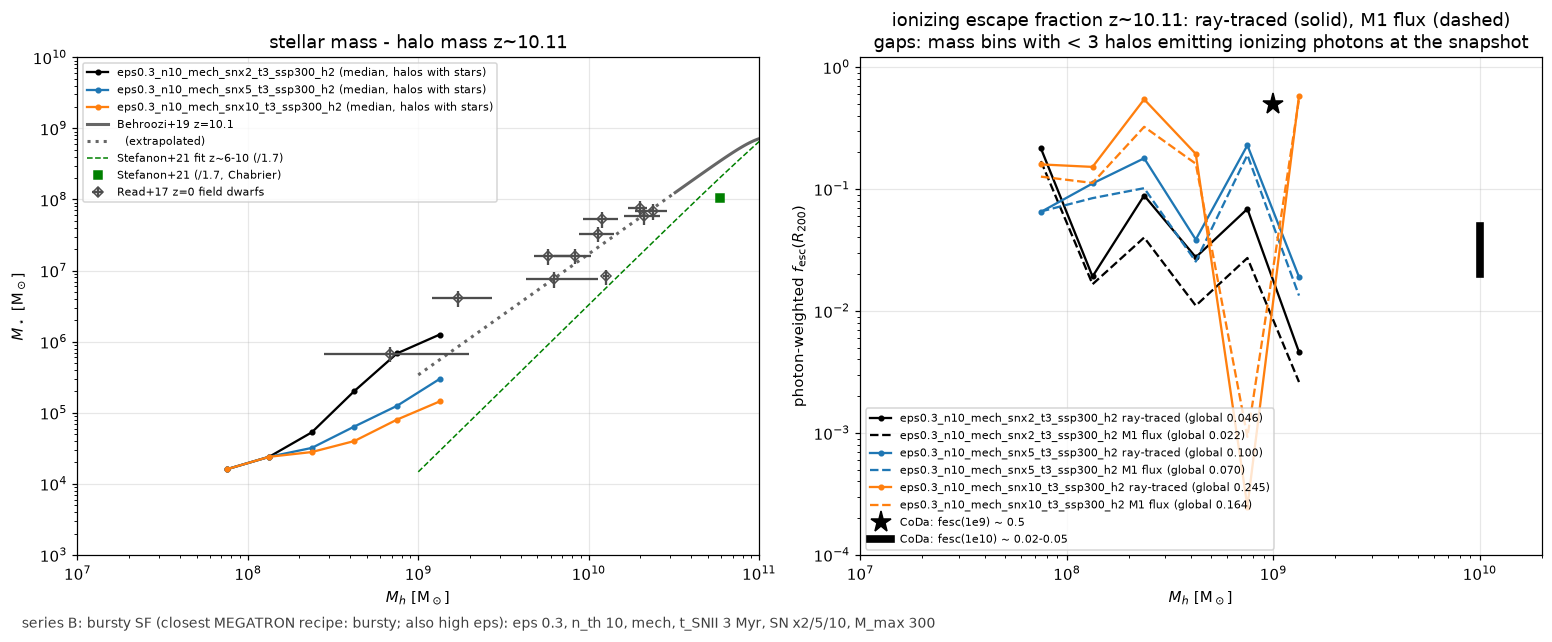 stellar mass - halo mass z~10.11
10^10
10^9
10^8
10^7
10^6
10^5
10^4
10^3
M⋆ [M⊙]
eps0.3_n10_mech_snx2_t3_ssp300_h2 (median, halos with stars)
eps0.3_n10_mech_snx5_t3_ssp300_h2 (median, halos with stars)
eps0.3_n10_mech_snx10_t3_ssp300_h2 (median, halos with stars)
Behroozi+19 z=10.1
(extrapolated)
Stefanon+21 fit z~6-10 (/1.7)
Stefanon+21 (/1.7, Chabrier)
Read+17 z=0 field dwarfs
10^7 10^8 10^9 10^10 10^11
M_h [M⊙]
ionizing escape fraction z~10.11: ray-traced (solid), M1 flux (dashed)
gaps: mass bins with < 3 halos emitting ionizing photons at the snapshot
10^0
10^−1
10^−2
10^−3
10^−4
photon-weighted f_esc(R_200)
eps0.3_n10_mech_snx2_t3_ssp300_h2 ray-traced (global 0.046)
eps0.3_n10_mech_snx2_t3_ssp300_h2 M1 flux (global 0.022)
eps0.3_n10_mech_snx5_t3_ssp300_h2 ray-traced (global 0.100)
eps0.3_n10_mech_snx5_t3_ssp300_h2 M1 flux (global 0.070)
eps0.3_n10_mech_snx10_t3_ssp300_h2 ray-traced (global 0.245)
eps0.3_n10_mech_snx10_t3_ssp300_h2 M1 flux (global 0.164)
CoDa: fesc(1e9) ~ 0.5
CoDa: fesc(1e10) ~ 0.02-0.05
10^7 10^8 10^9 10^10
M_h [M⊙]
series B: bursty SF (closest MEGATRON recipe: bursty; also high eps): eps 0.3, n_th 10, mech, t_SNII 3 Myr, SN x2/5/10, M_max 300